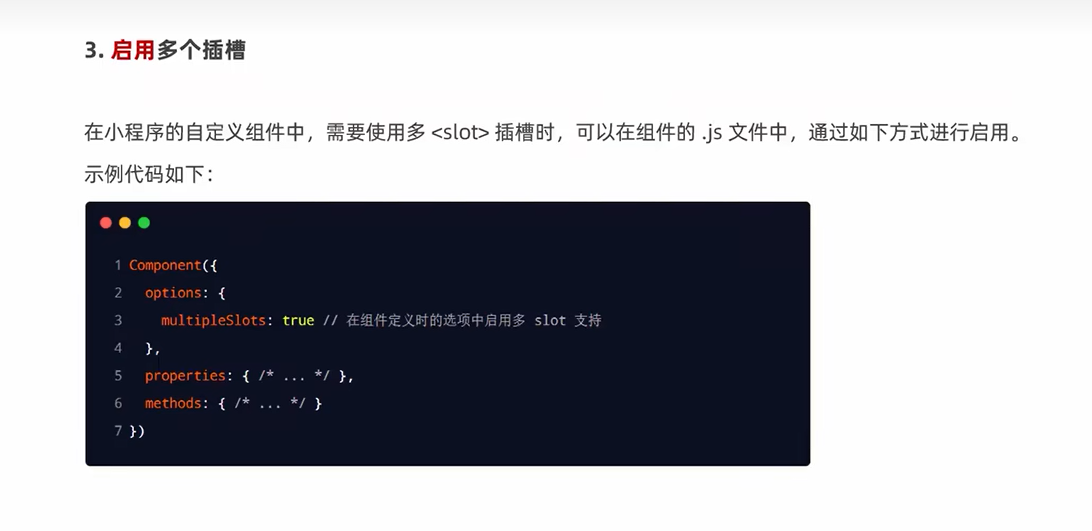 3. 启用多个插槽
在小程序的自定义组件中，需要使用多 <slot> 插槽时，可以在组件的 .js 文件中，通过如下方式进行启用。
示例代码如下：
1 Component({
2   options: {
3     multipleSlots: true // 在组件定义时的选项中启用多 slot 支持
4   },
5   properties: { /* ... */ },
6   methods: { /* ... */ }
7 })